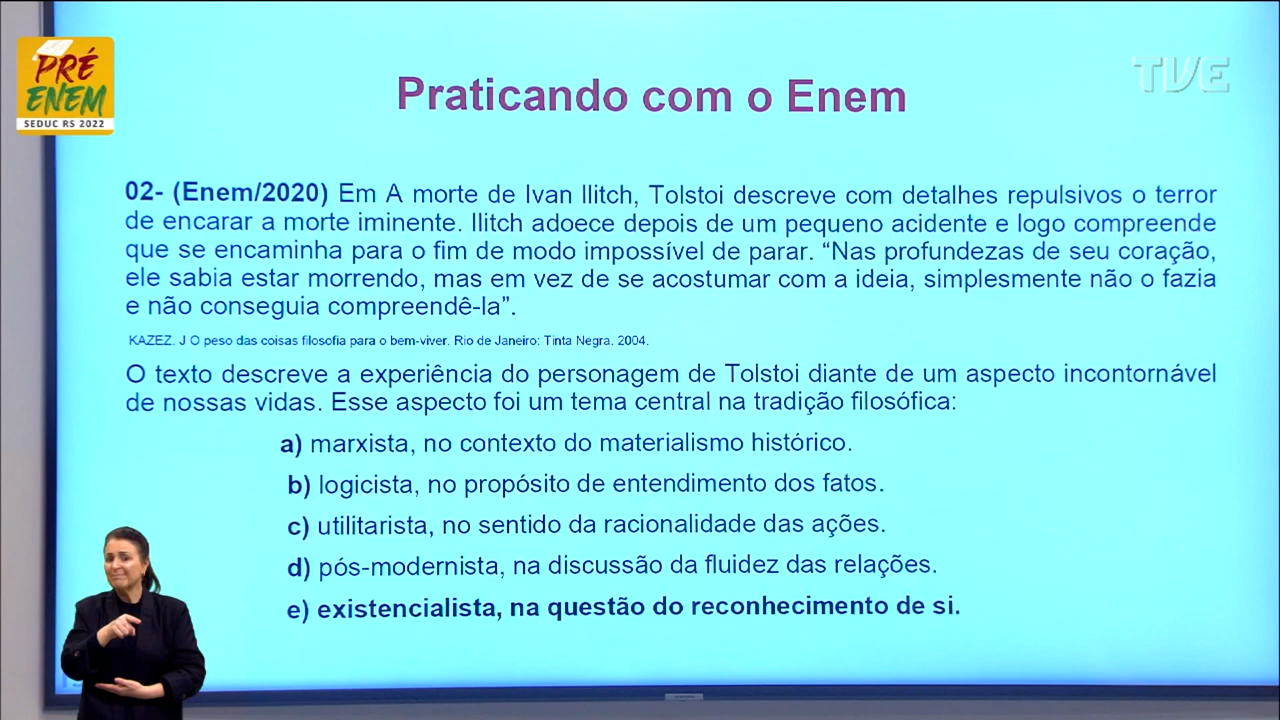 PRÉ
ENEM
SEDUC RS 2022
TVE
Praticando com o Enem
02- (Enem/2020) Em A morte de Ivan Ilitch, Tolstoi descreve com detalhes repulsivos o terror
de encarar a morte iminente. Ilitch adoece depois de um pequeno acidente e logo compreende
que se encaminha para o fim de modo impossível de parar. “Nas profundezas de seu coração,
ele sabia estar morrendo, mas em vez de se acostumar com a ideia, simplesmente não o fazia
e não conseguia compreendê-la”.
KAZEZ. J O peso das coisas filosofia para o bem-viver. Rio de Janeiro: Tinta Negra. 2004.
O texto descreve a experiência do personagem de Tolstoi diante de um aspecto incontornável
de nossas vidas. Esse aspecto foi um tema central na tradição filosófica:
a) marxista, no contexto do materialismo histórico.
b) logicista, no propósito de entendimento dos fatos.
c) utilitarista, no sentido da racionalidade das ações.
d) pós-modernista, na discussão da fluidez das relações.
e) existencialista, na questão do reconhecimento de si.